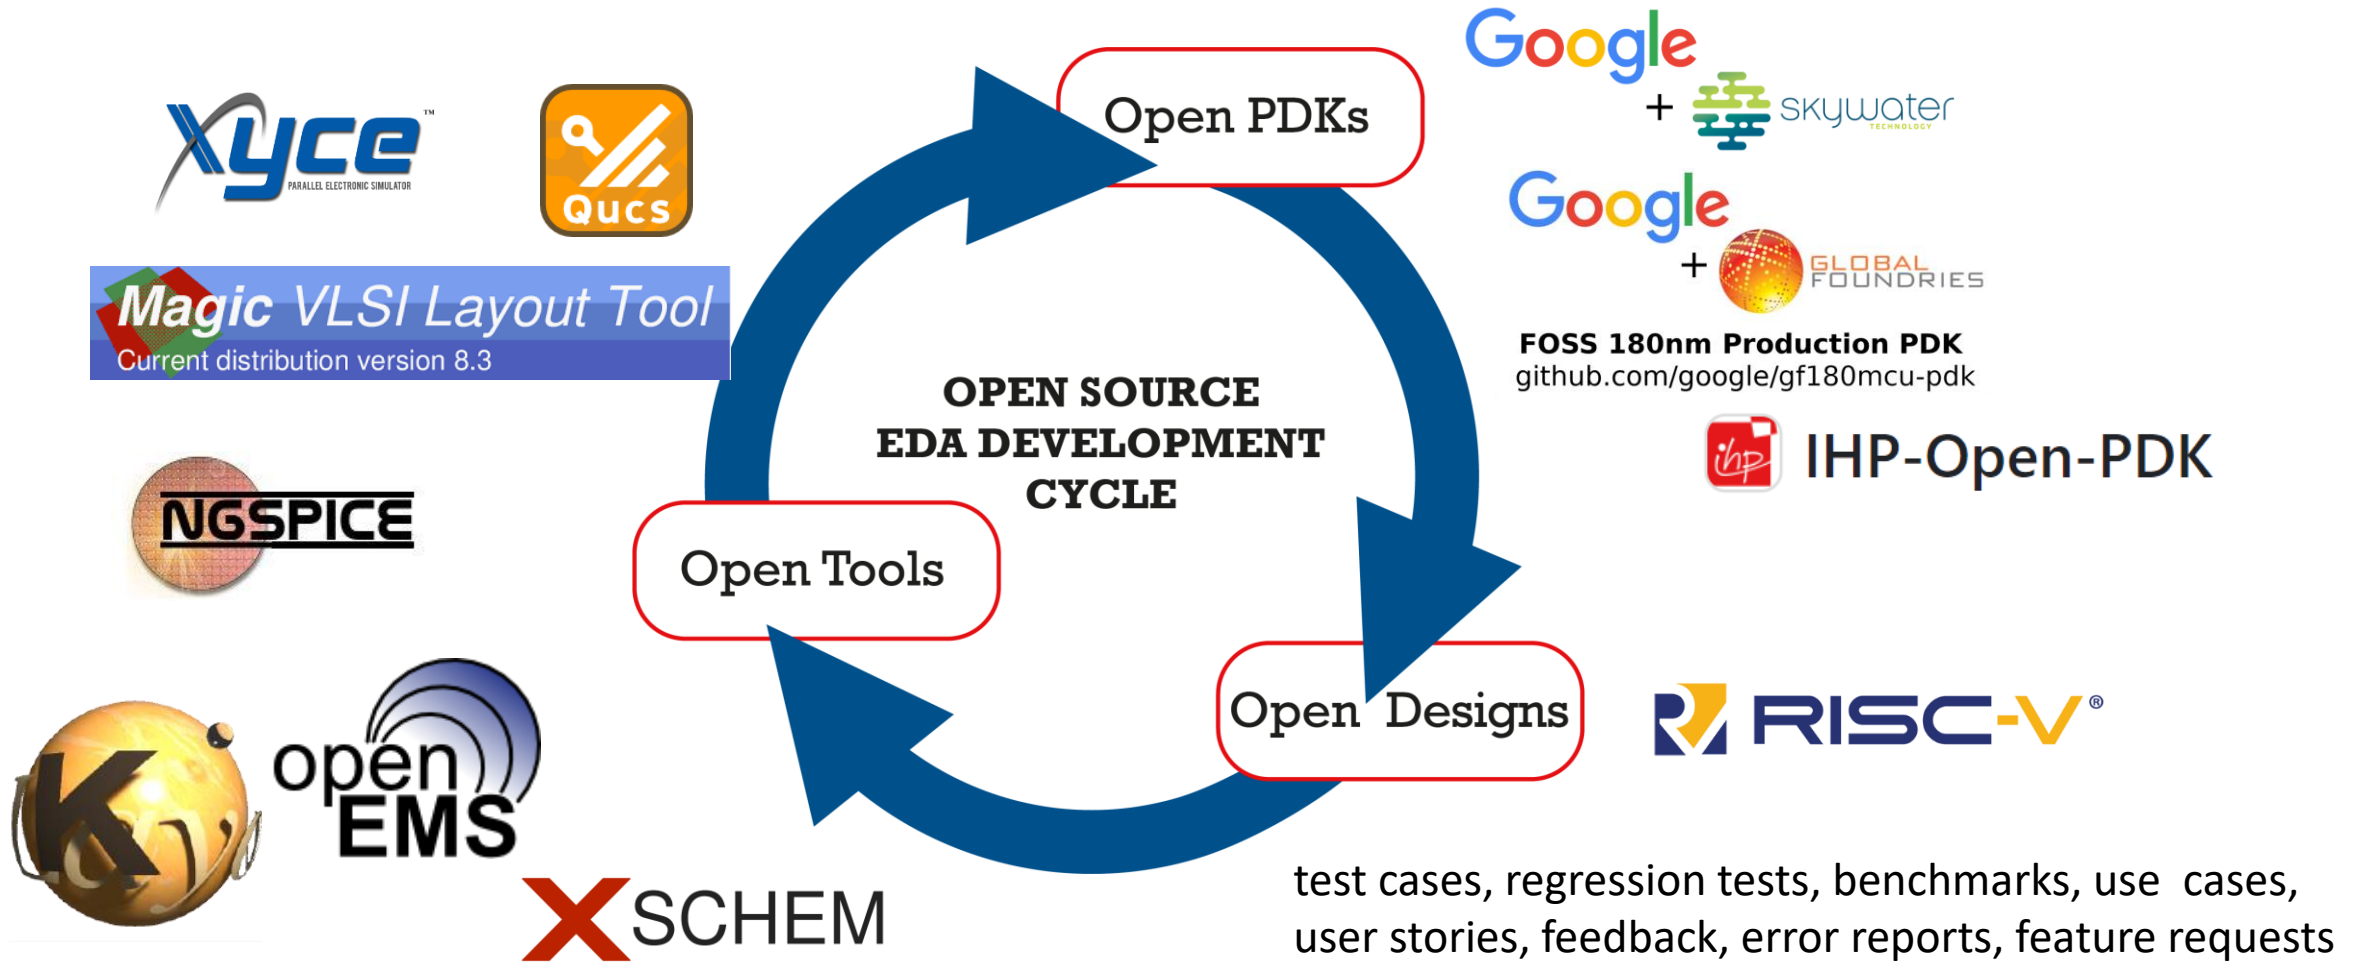 Xyce™
PARALLEL ELECTRONIC SIMULATOR
Qucs
Magic VLSI Layout Tool
Current distribution version 8.3
NGSPICE
K
Layout
open
EMS
XSCHEM
OPEN SOURCE
EDA DEVELOPMENT
CYCLE
Open PDKs
Open Tools
Open Designs
Google
+ SKYWATER
TECHNOLOGY
Google
+ GLOBAL
FOUNDRIES
FOSS 180nm Production PDK
github.com/google/gf180mcu-pdk
ihp IHP-Open-PDK
RISC-V®
test cases, regression tests, benchmarks, use cases,
user stories, feedback, error reports, feature requests